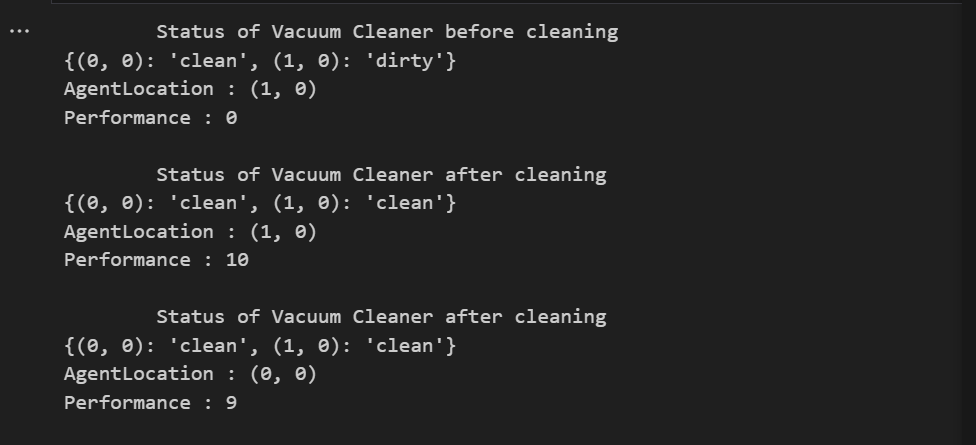 Status of Vacuum Cleaner before cleaning
{(0, 0): 'clean', (1, 0): 'dirty'}
AgentLocation : (1, 0)
Performance : 0
Status of Vacuum Cleaner after cleaning
{(0, 0): 'clean', (1, 0): 'clean'}
AgentLocation : (1, 0)
Performance : 10
Status of Vacuum Cleaner after cleaning
{(0, 0): 'clean', (1, 0): 'clean'}
AgentLocation : (0, 0)
Performance : 9